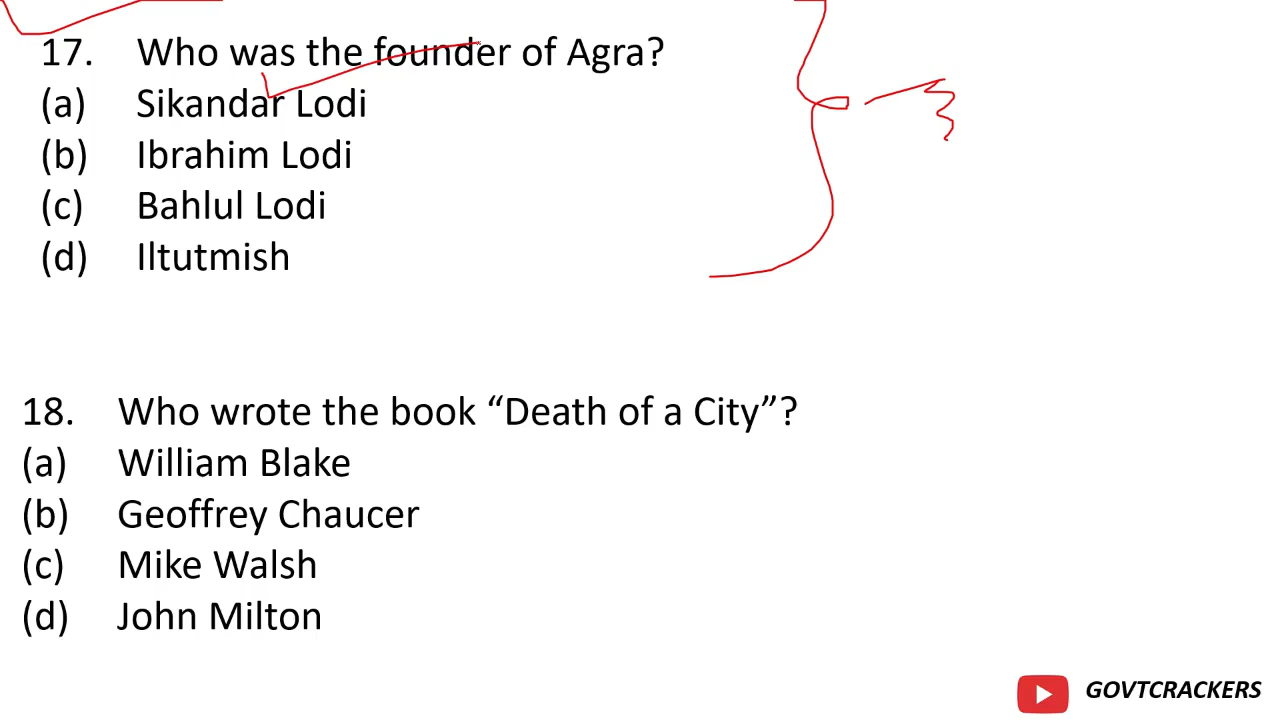 17. Who was the founder of Agra?
(a) Sikandar Lodi
(b) Ibrahim Lodi
(c) Bahlul Lodi
(d) Iltutmish
18. Who wrote the book “Death of a City”?
(a) William Blake
(b) Geoffrey Chaucer
(c) Mike Walsh
(d) John Milton
GOVTCRACKERS